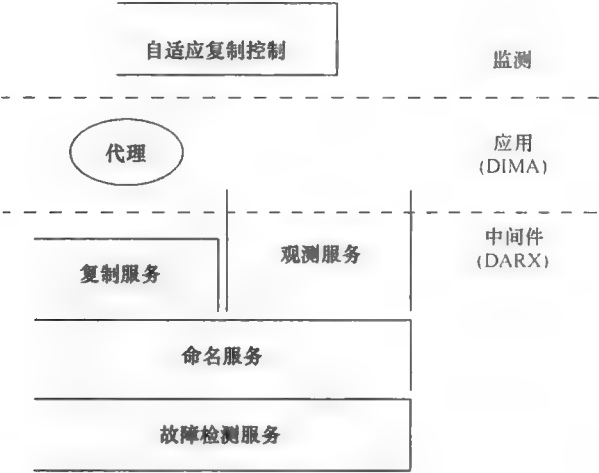 自适应复制控制
监测
代理
应用
(DIMA)
中间件
(DARX)
观测服务
复制服务
命名服务
故障检测服务